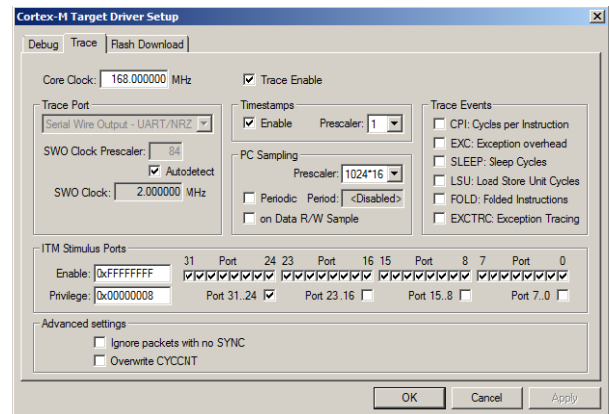 Cortex-M Target Driver Setup
Debug Trace Flash Download
Core Clock: 168.000000 MHz Trace Enable
Trace Port
Serial Wire Output - UART/NRZ
SWO Clock Prescaler: 84
Autodetect
SWO Clock: 2.000000 MHz
Timestamps
Enable Prescaler: 1
PC Sampling
Prescaler: 1024*16
Periodic Period: <Disabled>
on Data R/W Sample
Trace Events
CPI: Cycles per Instruction
EXC: Exception overhead
SLEEP: Sleep Cycles
LSU: Load Store Unit Cycles
FOLD: Folded Instructions
EXCTRC: Exception Tracing
ITM Stimulus Ports
31 Port 24 23 Port 16 15 Port 8 7 Port 0
Enable: 0xFFFFFFFF
Privilege: 0x00000008 Port 31..24 Port 23..16 Port 15..8 Port 7..0
Advanced settings
Ignore packets with no SYNC
Overwrite CYCCNT
OK Cancel Apply